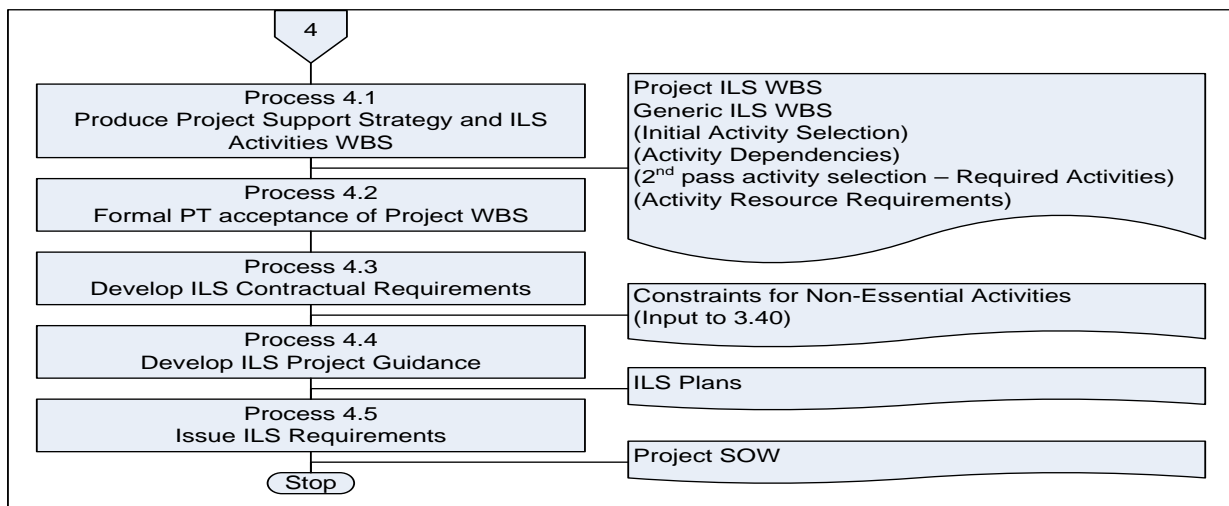 4
Process 4.1
Produce Project Support Strategy and ILS
Activities WBS
Project ILS WBS
Generic ILS WBS
(Initial Activity Selection)
(Activity Dependencies)
(2nd pass activity selection – Required Activities)
(Activity Resource Requirements)
Process 4.2
Formal PT acceptance of Project WBS
Process 4.3
Develop ILS Contractual Requirements
Constraints for Non-Essential Activities
(Input to 3.40)
Process 4.4
Develop ILS Project Guidance
ILS Plans
Process 4.5
Issue ILS Requirements
Project SOW
Stop